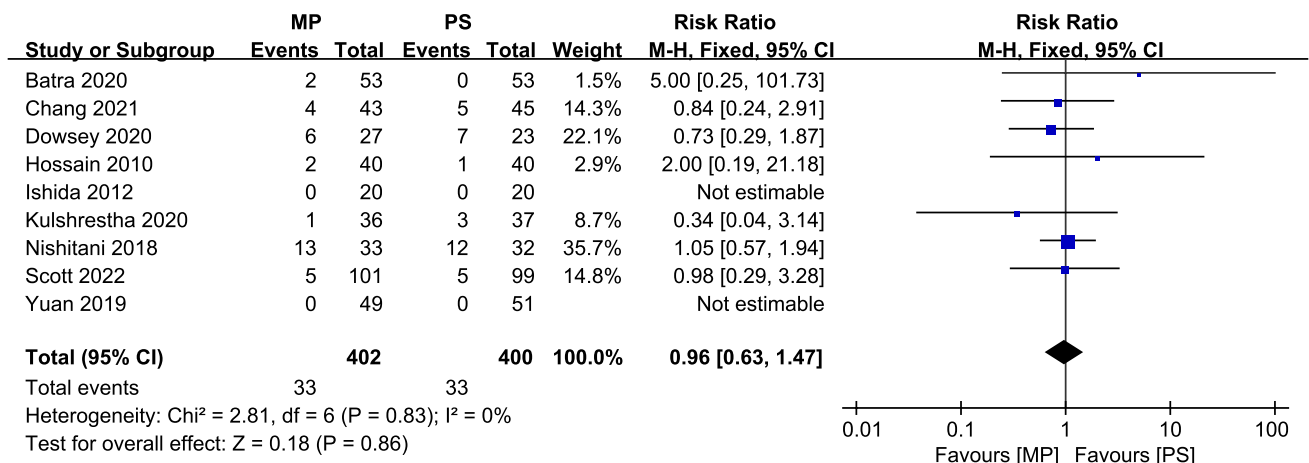 MP PS Risk Ratio Risk Ratio
Study or Subgroup Events Total Events Total Weight M-H, Fixed, 95% CI M-H, Fixed, 95% CI
Batra 2020 2 53 0 53 1.5% 5.00 [0.25, 101.73]
Chang 2021 4 43 5 45 14.3% 0.84 [0.24, 2.91]
Dowsey 2020 6 27 7 23 22.1% 0.73 [0.29, 1.87]
Hossain 2010 2 40 1 40 2.9% 2.00 [0.19, 21.18]
Ishida 2012 0 20 0 20 Not estimable
Kulshrestha 2020 1 36 3 37 8.7% 0.34 [0.04, 3.14]
Nishitani 2018 13 33 12 32 35.7% 1.05 [0.57, 1.94]
Scott 2022 5 101 5 99 14.8% 0.98 [0.29, 3.28]
Yuan 2019 0 49 0 51 Not estimable
Total (95% CI) 402 400 100.0% 0.96 [0.63, 1.47]
Total events 33 33
Heterogeneity: Chi² = 2.81, df = 6 (P = 0.83); I² = 0%
Test for overall effect: Z = 0.18 (P = 0.86)
0.01 0.1 1 10 100
Favours [MP] Favours [PS]